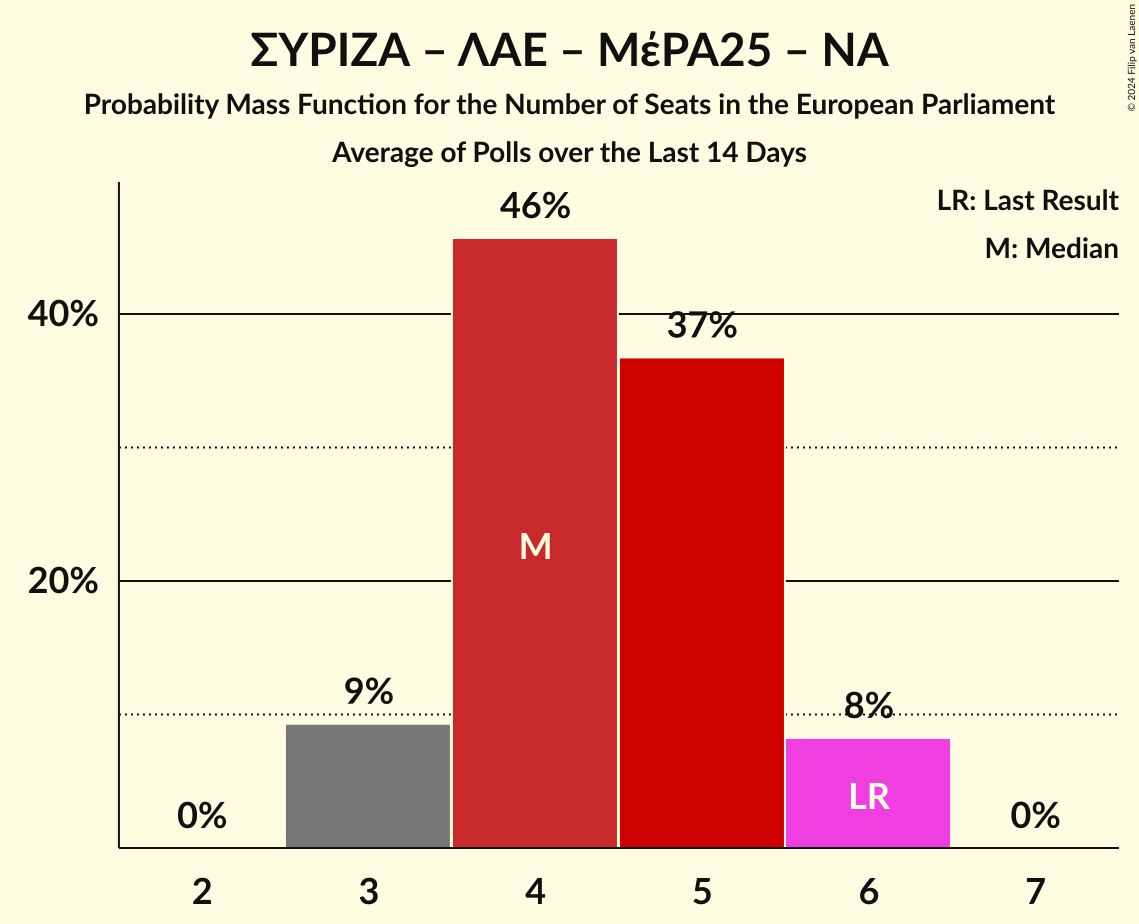 ΣΥΡΙΖΑ – ΛΑΕ – ΜέΡΑ25 – ΝΑ
Probability Mass Function for the Number of Seats in the European Parliament
Average of Polls over the Last 14 Days
© 2024 Filip van Laenen
LR: Last Result
M: Median
46%
40%
37%
M
20%
9%
8%
LR
0%
0%
2 3 4 5 6 7